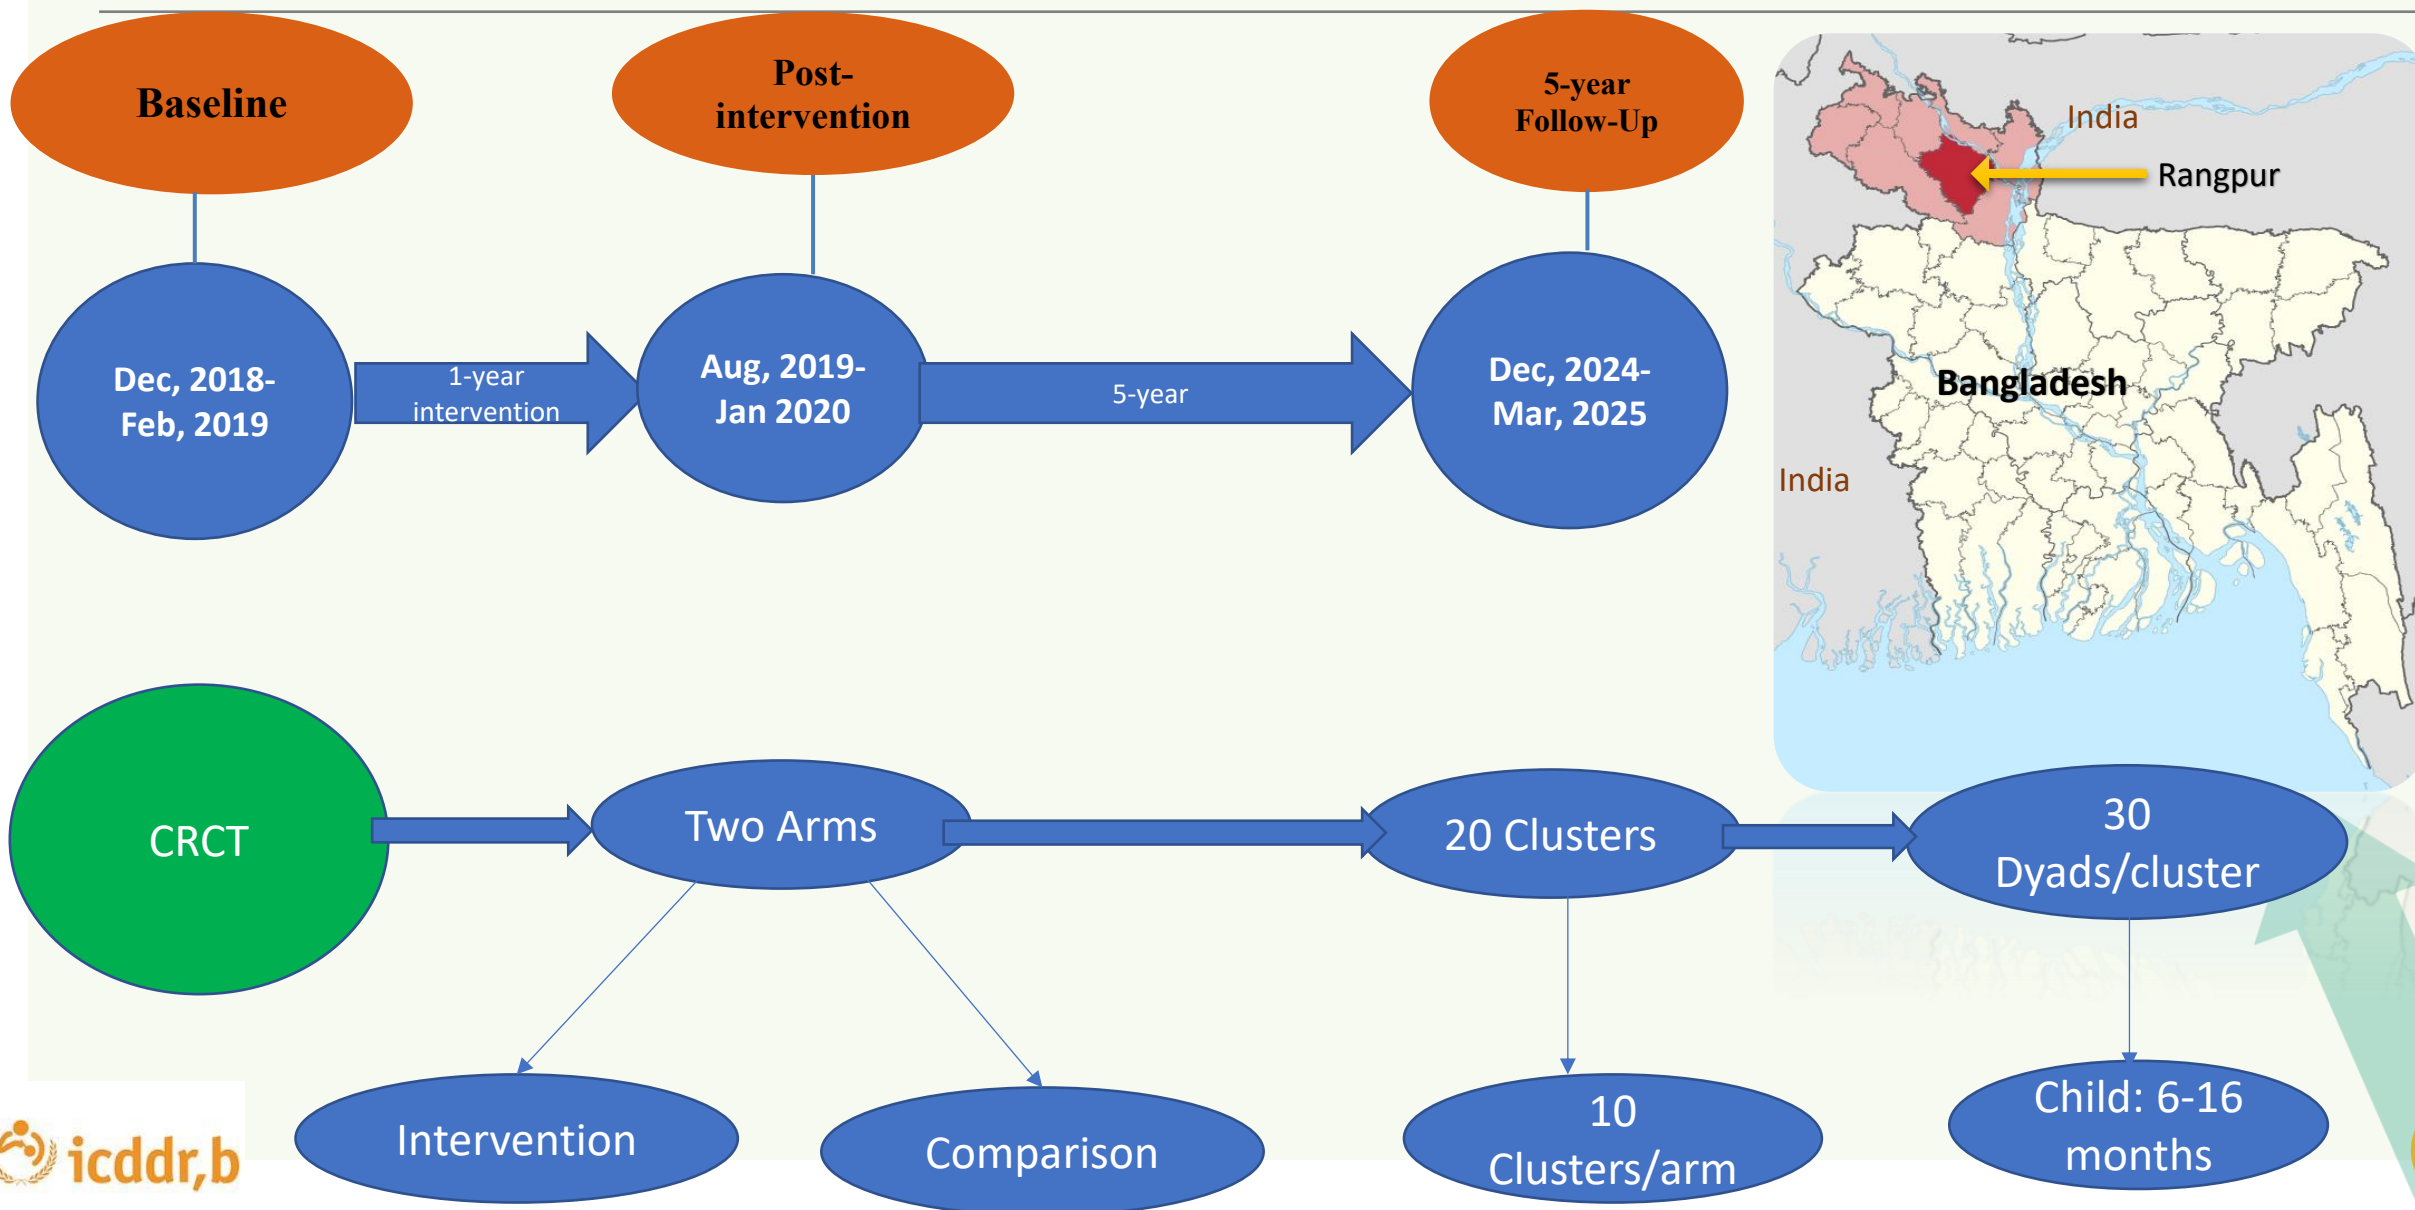 Baseline
Post-
intervention
5-year
Follow-Up
Dec, 2018-
Feb, 2019
1-year
intervention
Aug, 2019-
Jan 2020
5-year
Dec, 2024-
Mar, 2025
India
Rangpur
Bangladesh
India
CRCT
Two Arms
20 Clusters
30
Dyads/cluster
Intervention
Comparison
10
Clusters/arm
Child: 6-16
months
icddr,b